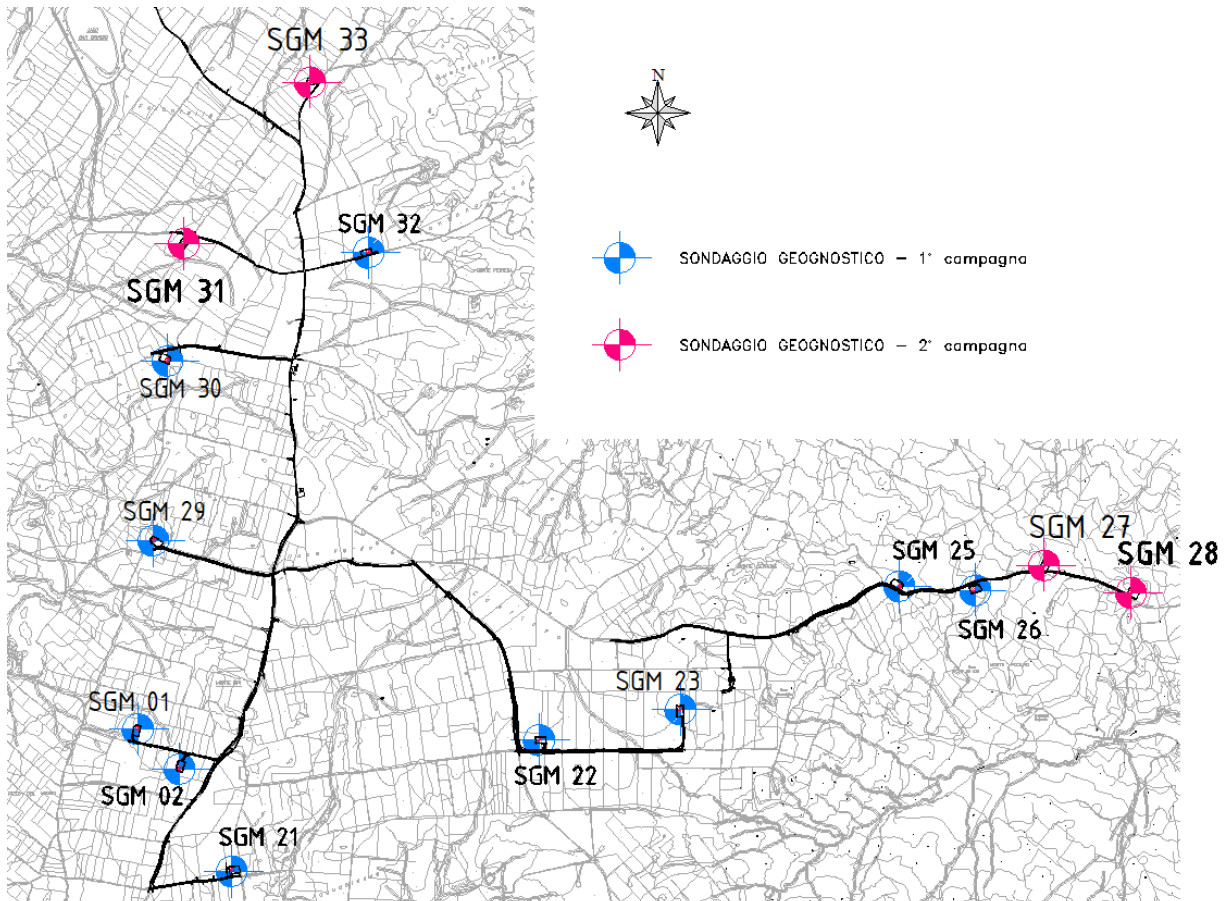 SGM 33
N
SGM 32
SONDAGGIO GEOGNOSTICO - 1° campagna
SGM 31
SONDAGGIO GEOGNOSTICO - 2° campagna
SGM 30
SGM 29
SGM 27
SGM 25
SGM 28
SGM 26
SGM 23
SGM 01
SGM 22
SGM 02
SGM 21